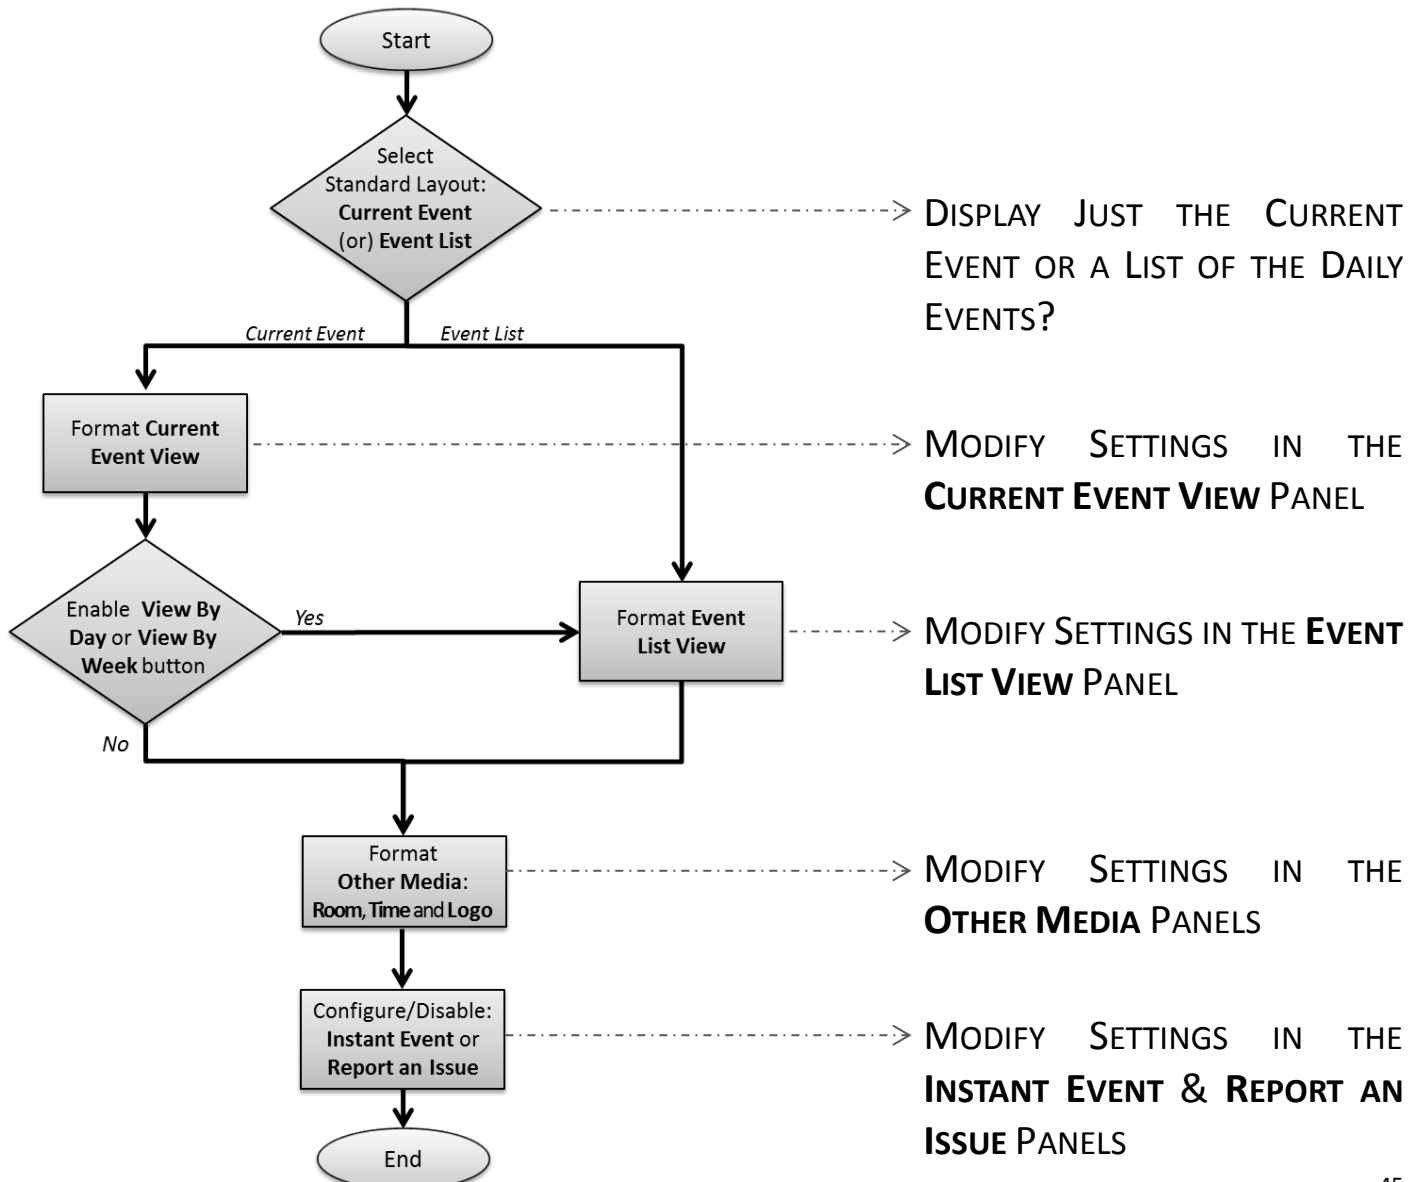 Start
Select
Standard Layout:
Current Event
(or) Event List
DISPLAY JUST THE CURRENT
EVENT OR A LIST OF THE DAILY
EVENTS?
Current Event
Event List
Format Current
Event View
MODIFY SETTINGS IN THE
CURRENT EVENT VIEW PANEL
Enable View By
Day or View By
Week button
Yes
Format Event
List View
MODIFY SETTINGS IN THE EVENT
LIST VIEW PANEL
No
Format
Other Media:
Room, Time and Logo
MODIFY SETTINGS IN THE
OTHER MEDIA PANELS
Configure/Disable:
Instant Event or
Report an Issue
MODIFY SETTINGS IN THE
INSTANT EVENT & REPORT AN
ISSUE PANELS
End